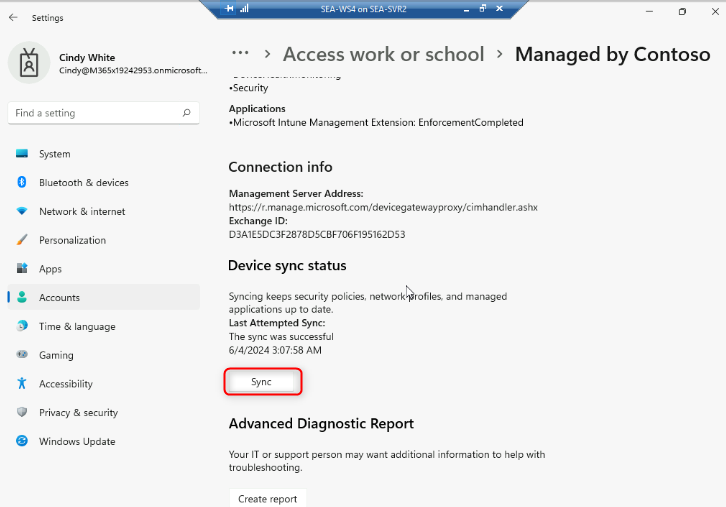 SEA-WS4 on SEA-SVR2
Settings
Cindy White
Cindy@M365x19242953.onmicrosoft...
Find a setting
System
Bluetooth & devices
Network & internet
Personalization
Apps
Accounts
Time & language
Gaming
Accessibility
Privacy & security
Windows Update
··· > Access work or school > Managed by Contoso
•DeviceHealthMonitoring
•Security
Applications
•Microsoft Intune Management Extension: EnforcementCompleted
Connection info
Management Server Address:
https://r.manage.microsoft.com/devicegatewayproxy/cimhandler.ashx
Exchange ID:
D3A1E5DC3F2878D5CBF706F195162D53
Device sync status
Syncing keeps security policies, network profiles, and managed
applications up to date.
Last Attempted Sync:
The sync was successful
6/4/2024 3:07:58 AM
Sync
Advanced Diagnostic Report
Your IT or support person may want additional information to help with
troubleshooting.
Create report